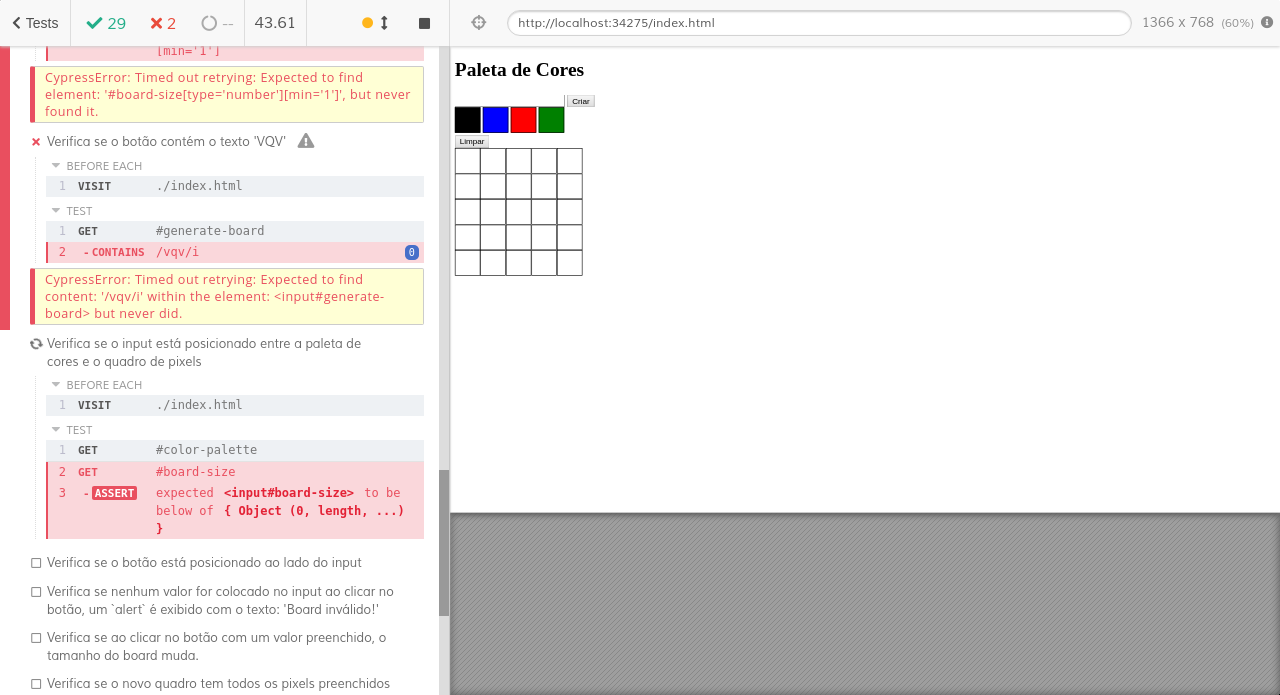 Tests 29 2 -- 43.61 http://localhost:34275/index.html 1366 x 768 (60%)
[min='1']
CypressError: Timed out retrying: Expected to find
element: '#board-size[type='number'][min='1']', but never
found it.
Verifica se o botão contém o texto 'VQV'
BEFORE EACH
1 VISIT ./index.html
TEST
1 GET #generate-board
2 -CONTAINS /vqv/i 0
CypressError: Timed out retrying: Expected to find
content: '/vqv/i' within the element: <input#generate-
board> but never did.
Verifica se o input está posicionado entre a paleta de
cores e o quadro de pixels
BEFORE EACH
1 VISIT ./index.html
TEST
1 GET #color-palette
2 GET #board-size
3 -ASSERT expected <input#board-size> to be
below of { Object (0, length, ...)
}
Verifica se o botão está posicionado ao lado do input
Verifica se nenhum valor for colocado no input ao clicar no
botão, um `alert` é exibido com o texto: 'Board inválido!'
Verifica se ao clicar no botão com um valor preenchido, o
tamanho do board muda.
Verifica se o novo quadro tem todos os pixels preenchidos
Paleta de Cores
Criar
Limpar